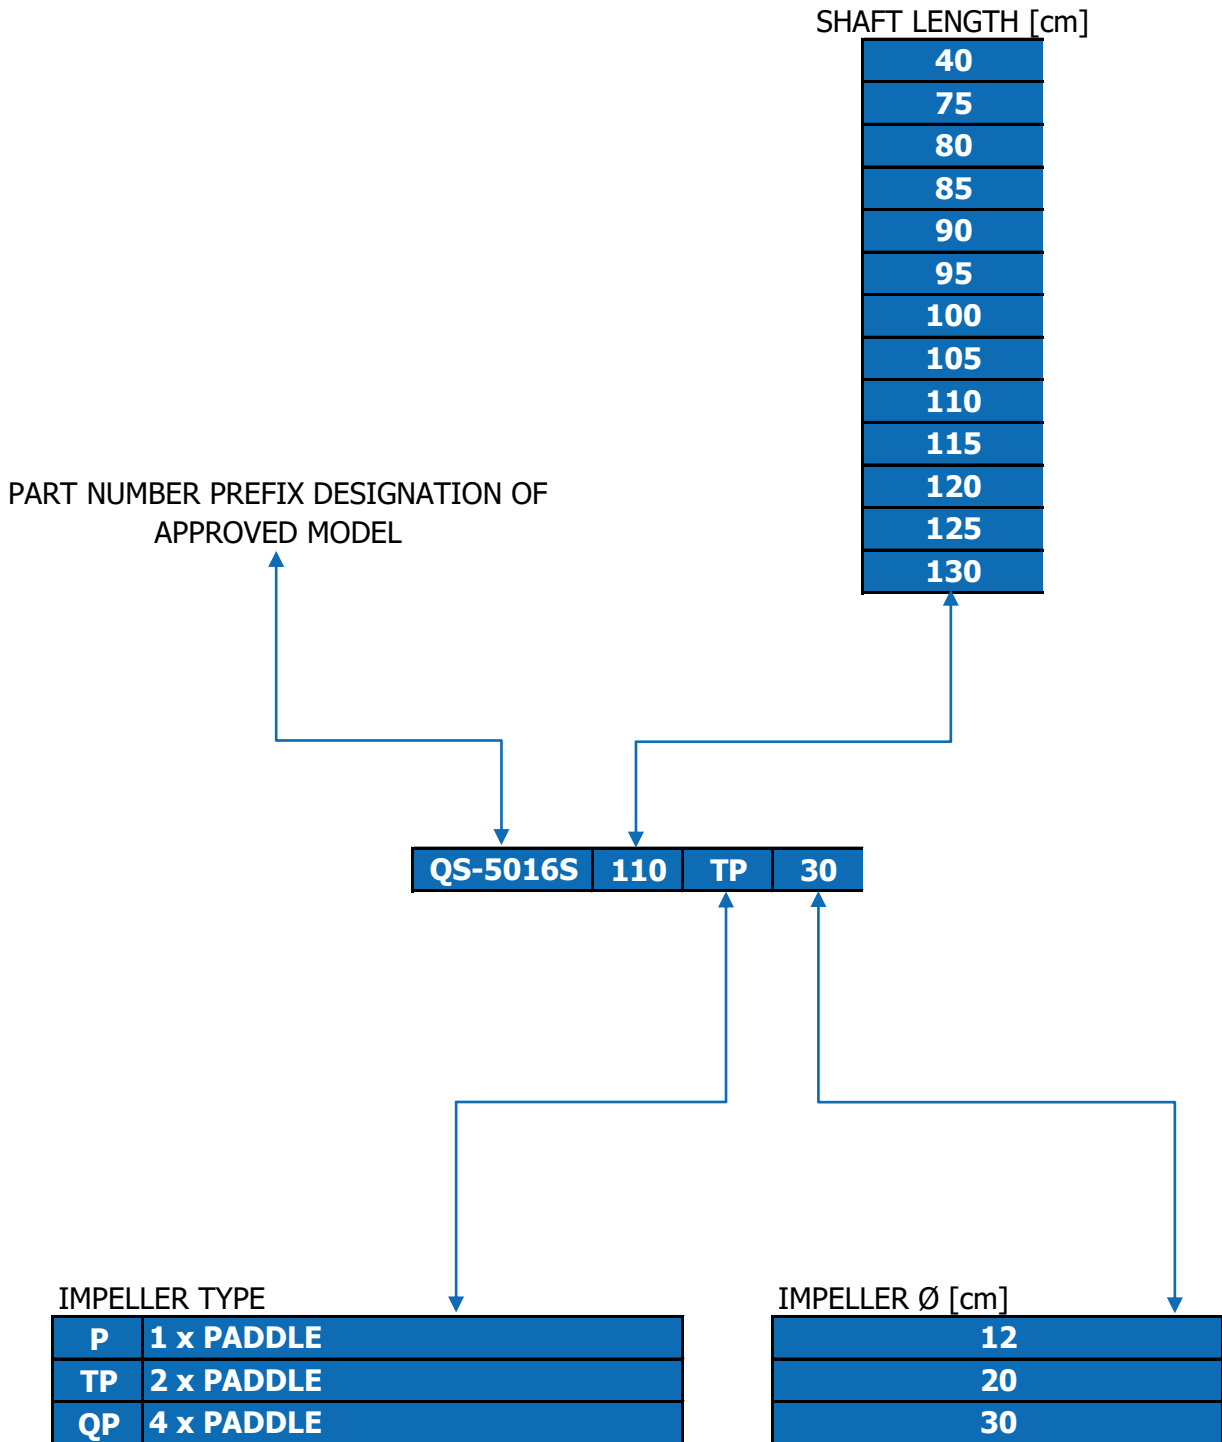 SHAFT LENGTH [cm]
40
75
80
85
90
95
100
105
110
115
120
125
130
PART NUMBER PREFIX DESIGNATION OF
APPROVED MODEL
QS-5016S 110 TP 30
IMPELLER TYPE
P 1 x PADDLE
TP 2 x PADDLE
QP 4 x PADDLE
IMPELLER Ø [cm]
12
20
30